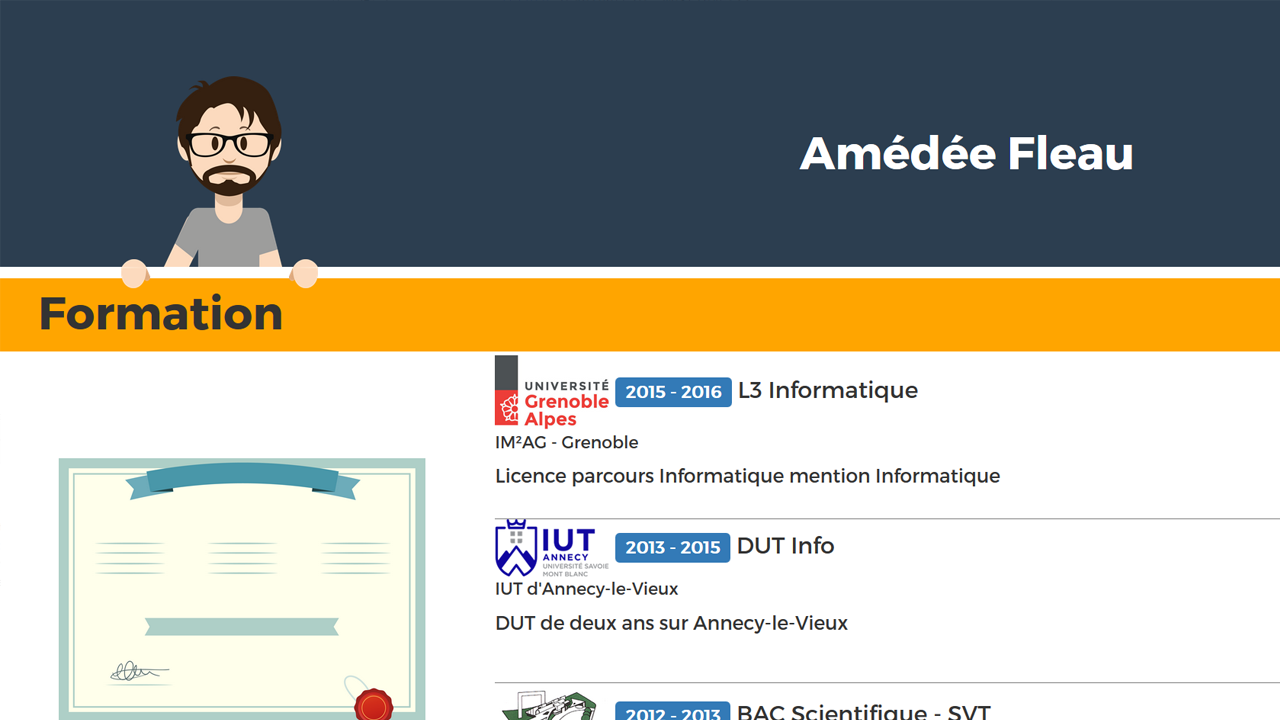 Amédée Fleau
Formation
UNIVERSITÉ
Grenoble
Alpes
2015 - 2016 L3 Informatique
IM²AG - Grenoble
Licence parcours Informatique mention Informatique
IUT
ANNECY
UNIVERSITÉ SAVOIE
MONT BLANC
2013 - 2015 DUT Info
IUT d'Annecy-le-Vieux
DUT de deux ans sur Annecy-le-Vieux
2012 - 2013 BAC Scientifique - SVT